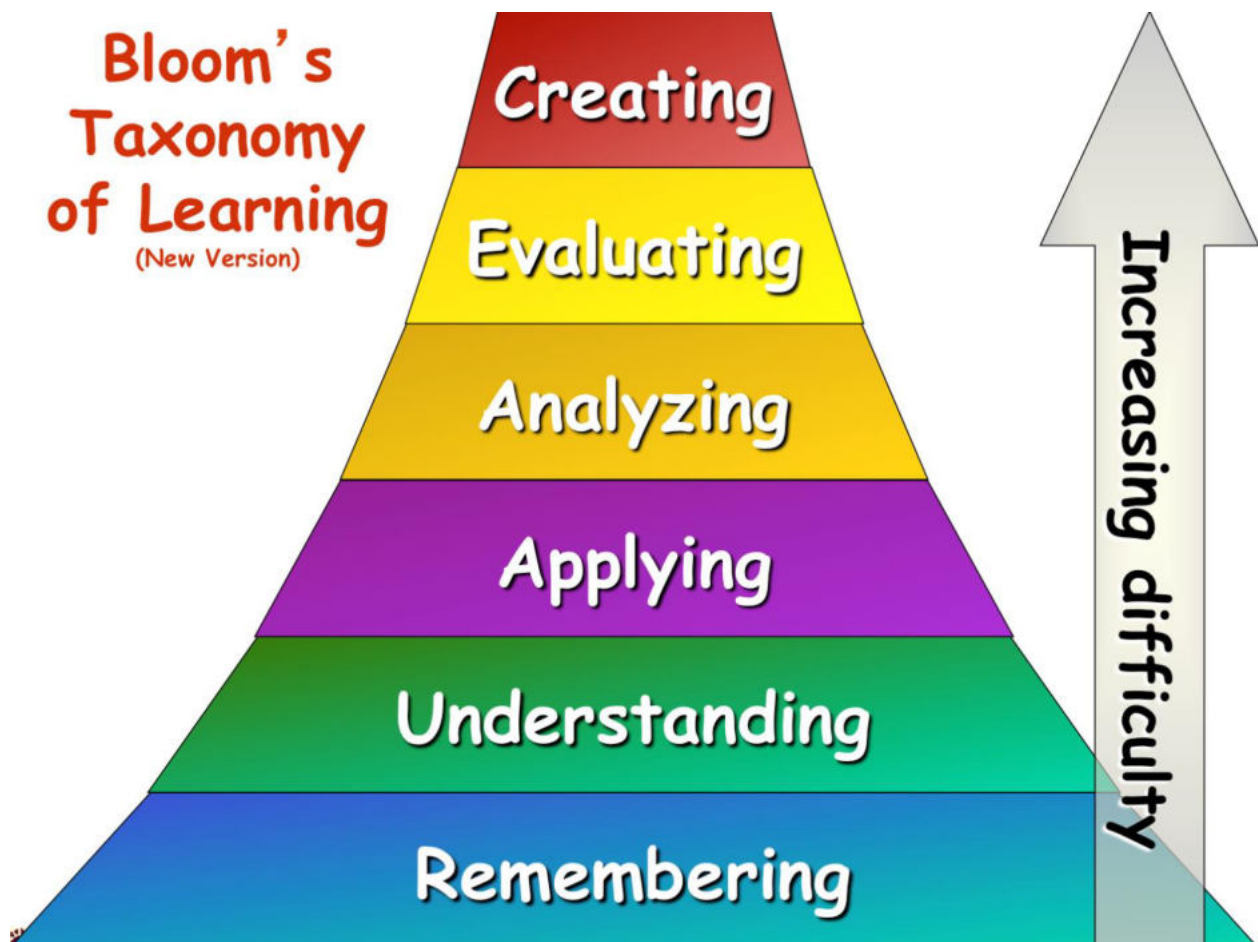 Bloom's
Taxonomy
of Learning
(New Version)
Creating
Evaluating
Analyzing
Applying
Understanding
Remembering
Increasing difficulty